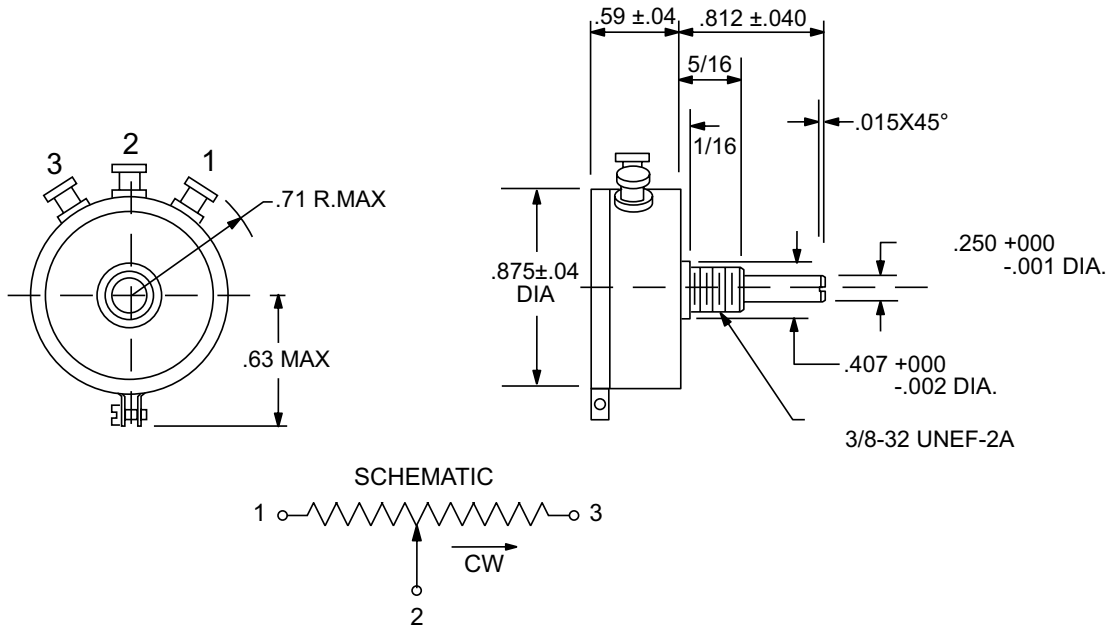 .59 ±.04
.812 ±.040
5/16
.015X45°
1/16
2
3
1
.71 R.MAX
.250 +000
-.001 DIA.
.875±.04
DIA
.63 MAX
.407 +000
-.002 DIA.
3/8-32 UNEF-2A
SCHEMATIC
1
3
CW
2